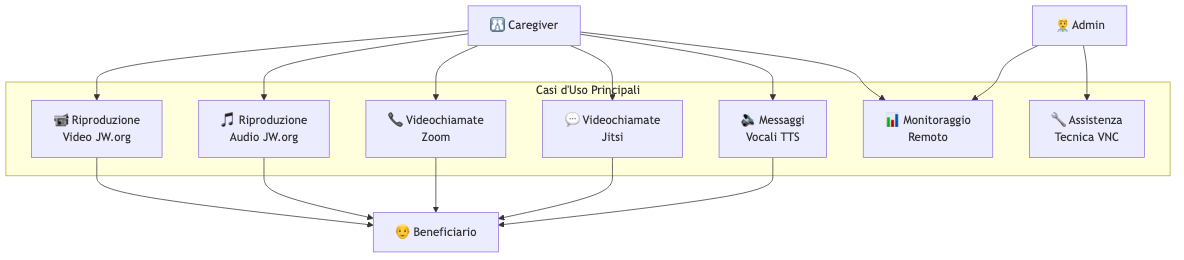 Caregiver
Admin
Casi d'Uso Principali
Riproduzione
Video JW.org
Riproduzione
Audio JW.org
Videochiamate
Zoom
Videochiamate
Jitsi
Messaggi
Vocali TTS
Monitoraggio
Remoto
Assistenza
Tecnica VNC
Beneficiario